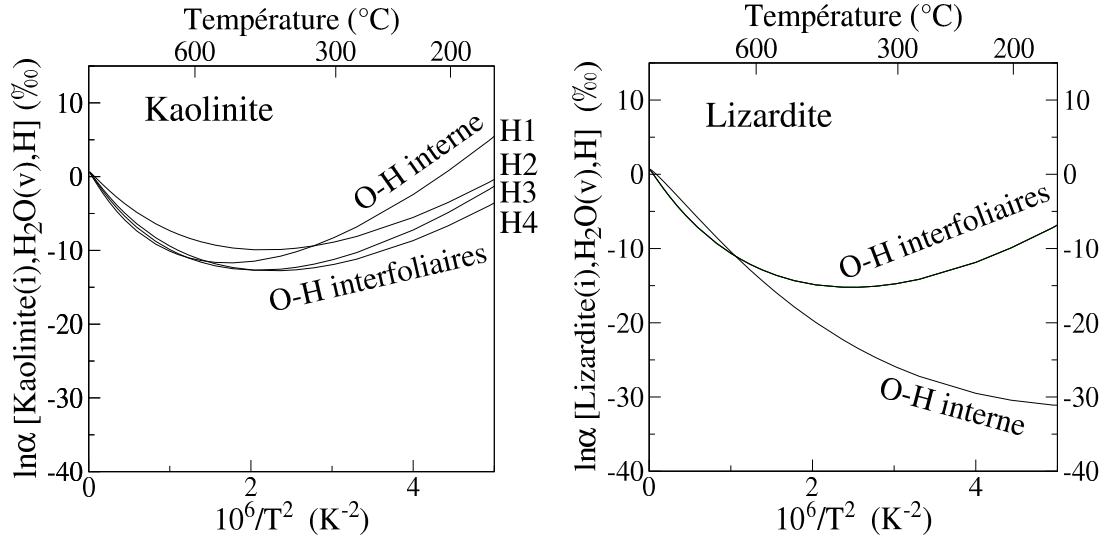 Température (°C)
600 300 200
lnα [Kaolinite(i),H2O(v),H] (‰)
10
0
-10
-20
-30
-40
Kaolinite
O-H interne
H1
H2
H3
H4
O-H interfoliaires
0 2 4
10⁶/T² (K⁻²)
Température (°C)
600 300 200
lnα [Lizardite(i),H₂O(v),H] (‰)
10
0
-10
-20
-30
-40
Lizardite
O-H interfoliaires
O-H interne
10
0
-10
-20
-30
-40
0 2 4
10⁶/T² (K⁻²)